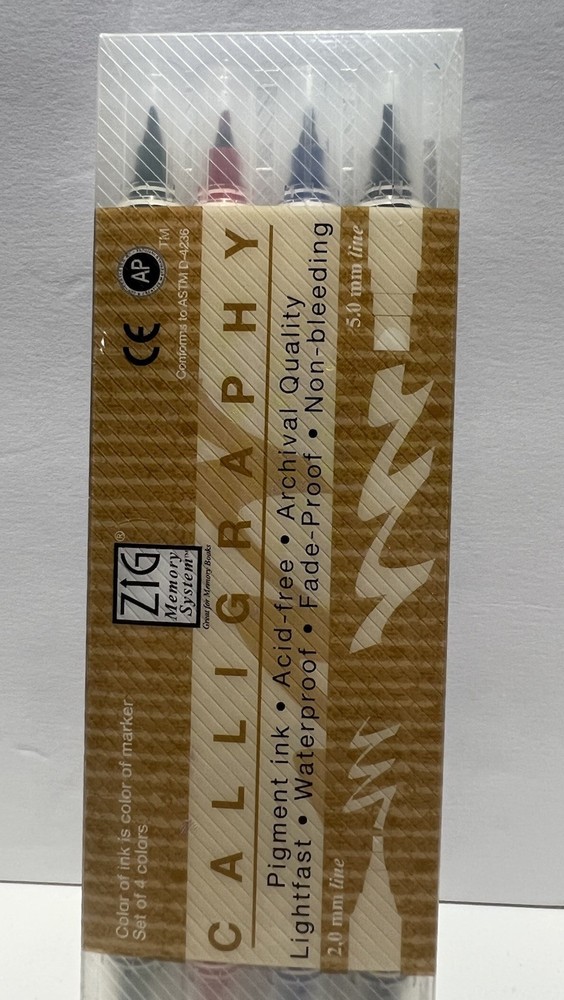 Color of ink is color of marker
Set of 4 colors
ZIG
®
Memory
System™
Great for Memory Books
CE
AP
TM
Conforms to ASTM D-4236
CALLIGRAPHY
Pigment ink • Acid-free • Archival Quality
Lightfast • Waterproof • Fade-Proof • Non-bleeding
2.0 mm line
5.0 mm line